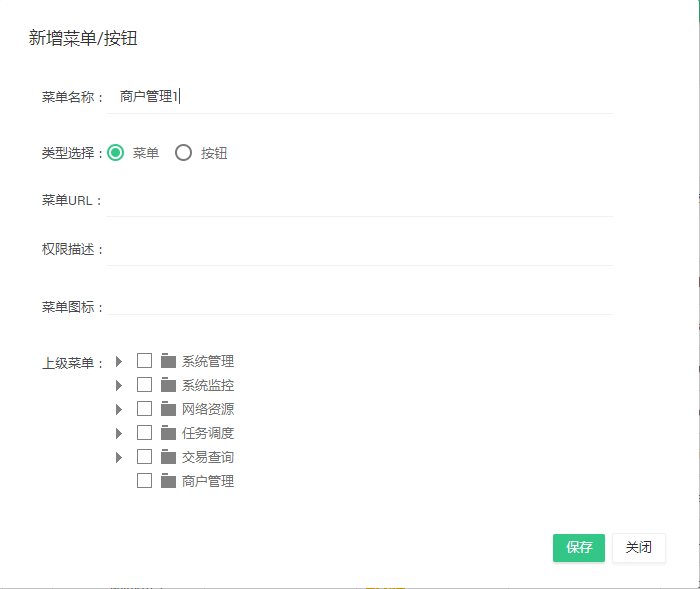 新增菜单/按钮
菜单名称： 商户管理1
类型选择： 菜单 按钮
菜单URL：
权限描述：
菜单图标：
上级菜单： 系统管理
系统监控
网络资源
任务调度
交易查询
商户管理
保存 关闭